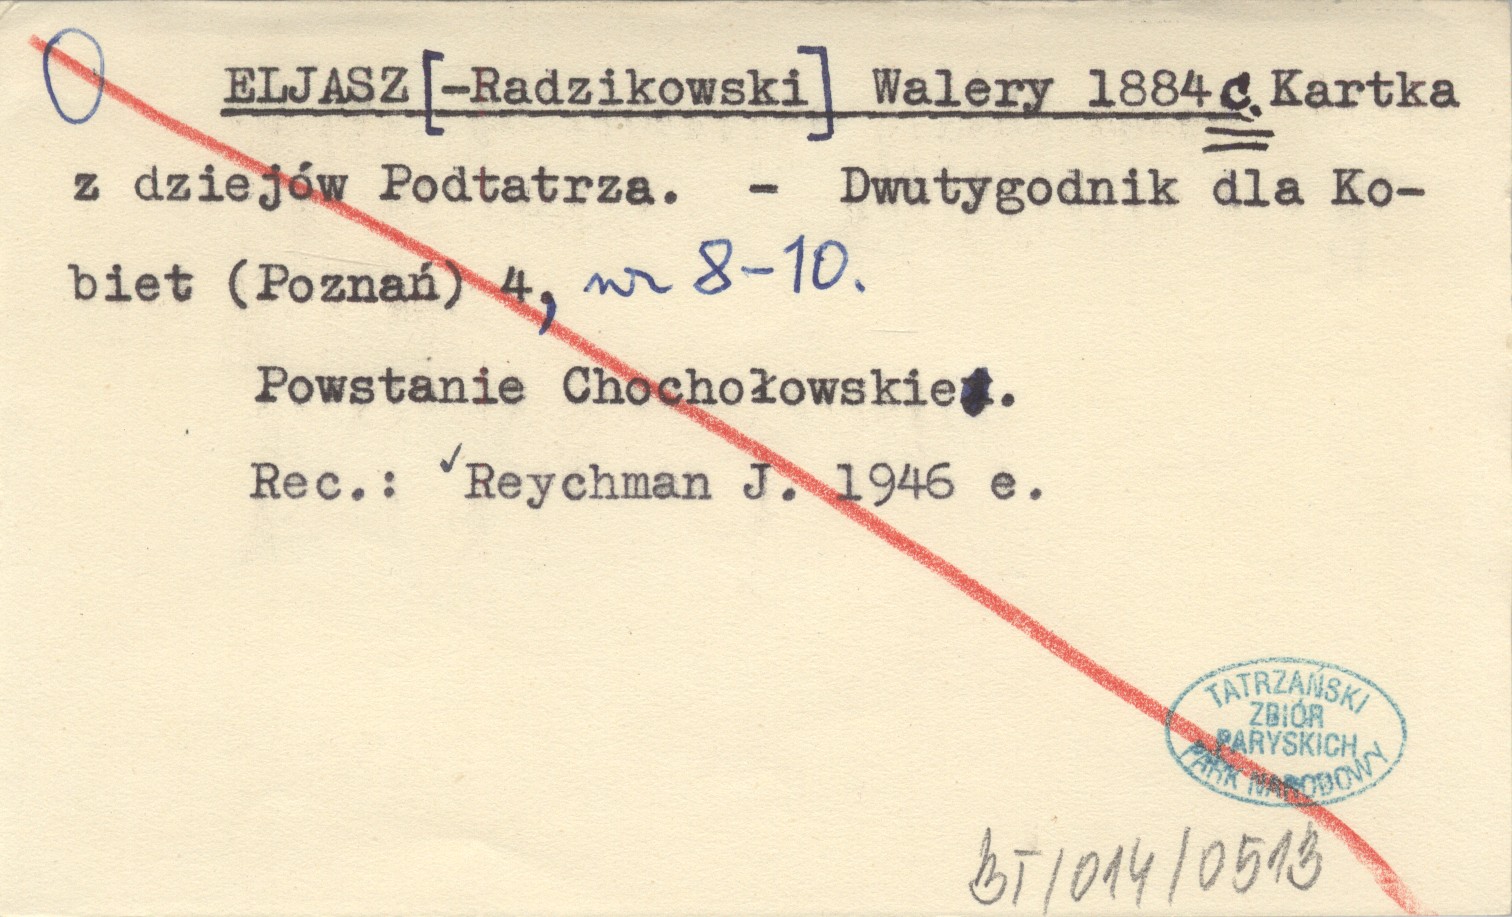 ELJASZ [-Radzikowski] Walery 1884 c. Kartka
z dziejów Podtatrza. - Dwutygodnik dla Ko-
biet (Poznań) 4, nr 8-10.
Powstanie Chochołowskie.
Rec.: ✓Reychman J. 1946 e.
TATRZAŃSKI
ZBIÓR
PARYSKICH
PARK NARODOWY
BT/014/0513